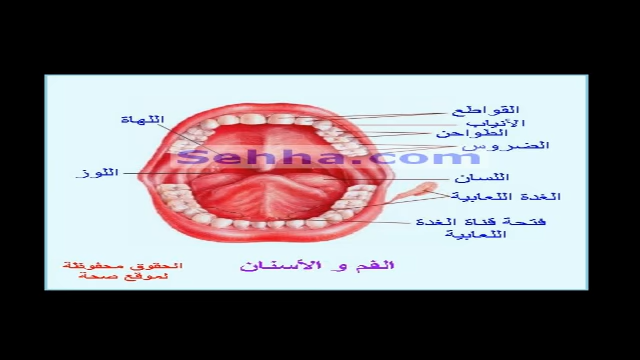 القواطع
الأنياب
الطواحن
الضروس
اللهاة
Sehha.com
اللوز
اللسان
الغدة اللعابية
فتحة قناة الغدة
اللعابية
الفم و الأسنان
الحقوق محفوظة
لموقع صحة